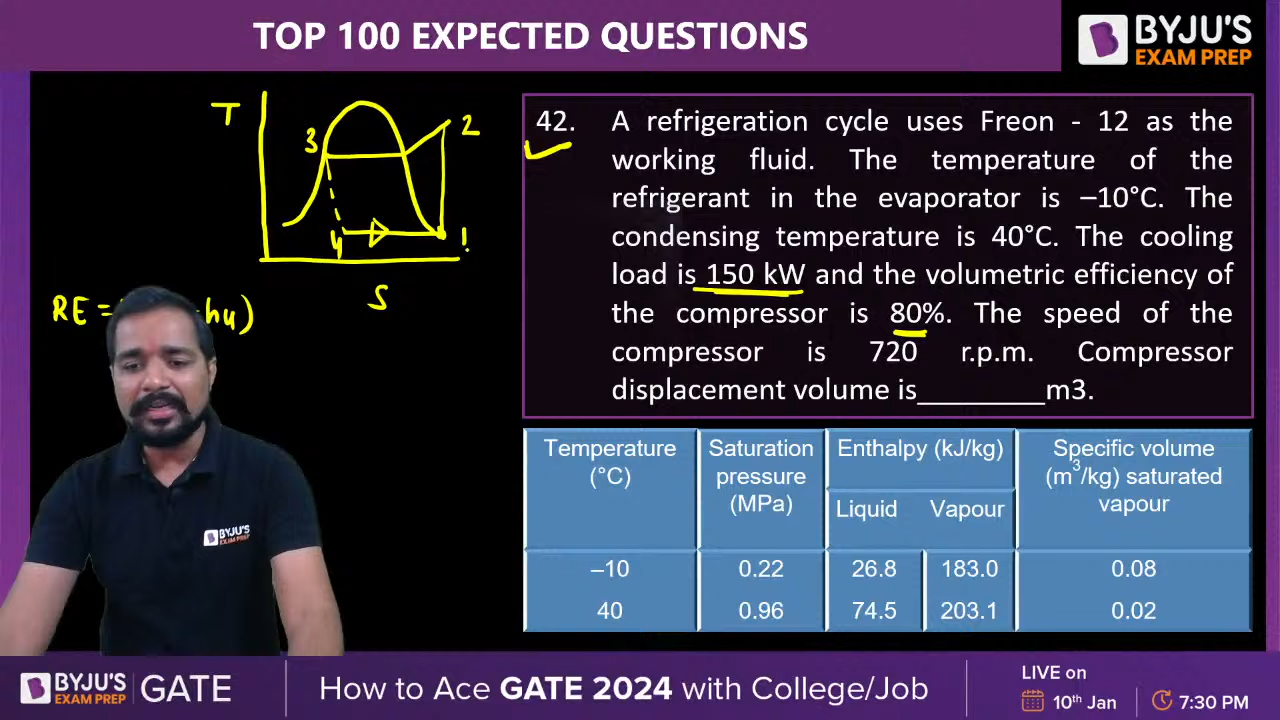 TOP 100 EXPECTED QUESTIONS
BYJU'S
EXAM PREP
T
3
2
4
1
S
RE =
h4)
42. A refrigeration cycle uses Freon - 12 as the
working fluid. The temperature of the
refrigerant in the evaporator is –10°C. The
condensing temperature is 40°C. The cooling
load is 150 kW and the volumetric efficiency of
the compressor is 80%. The speed of the
compressor is 720 r.p.m. Compressor
displacement volume is________m3.
Temperature (°C) Saturation pressure (MPa) Enthalpy (kJ/kg) Specific volume (m³/kg) saturated vapour
Liquid Vapour
–10 0.22 26.8 183.0 0.08
40 0.96 74.5 203.1 0.02
BYJU'S
EXAM PREP
BYJU'S
EXAM PREP
GATE
How to Ace GATE 2024 with College/Job
LIVE on
10th Jan
7:30 PM